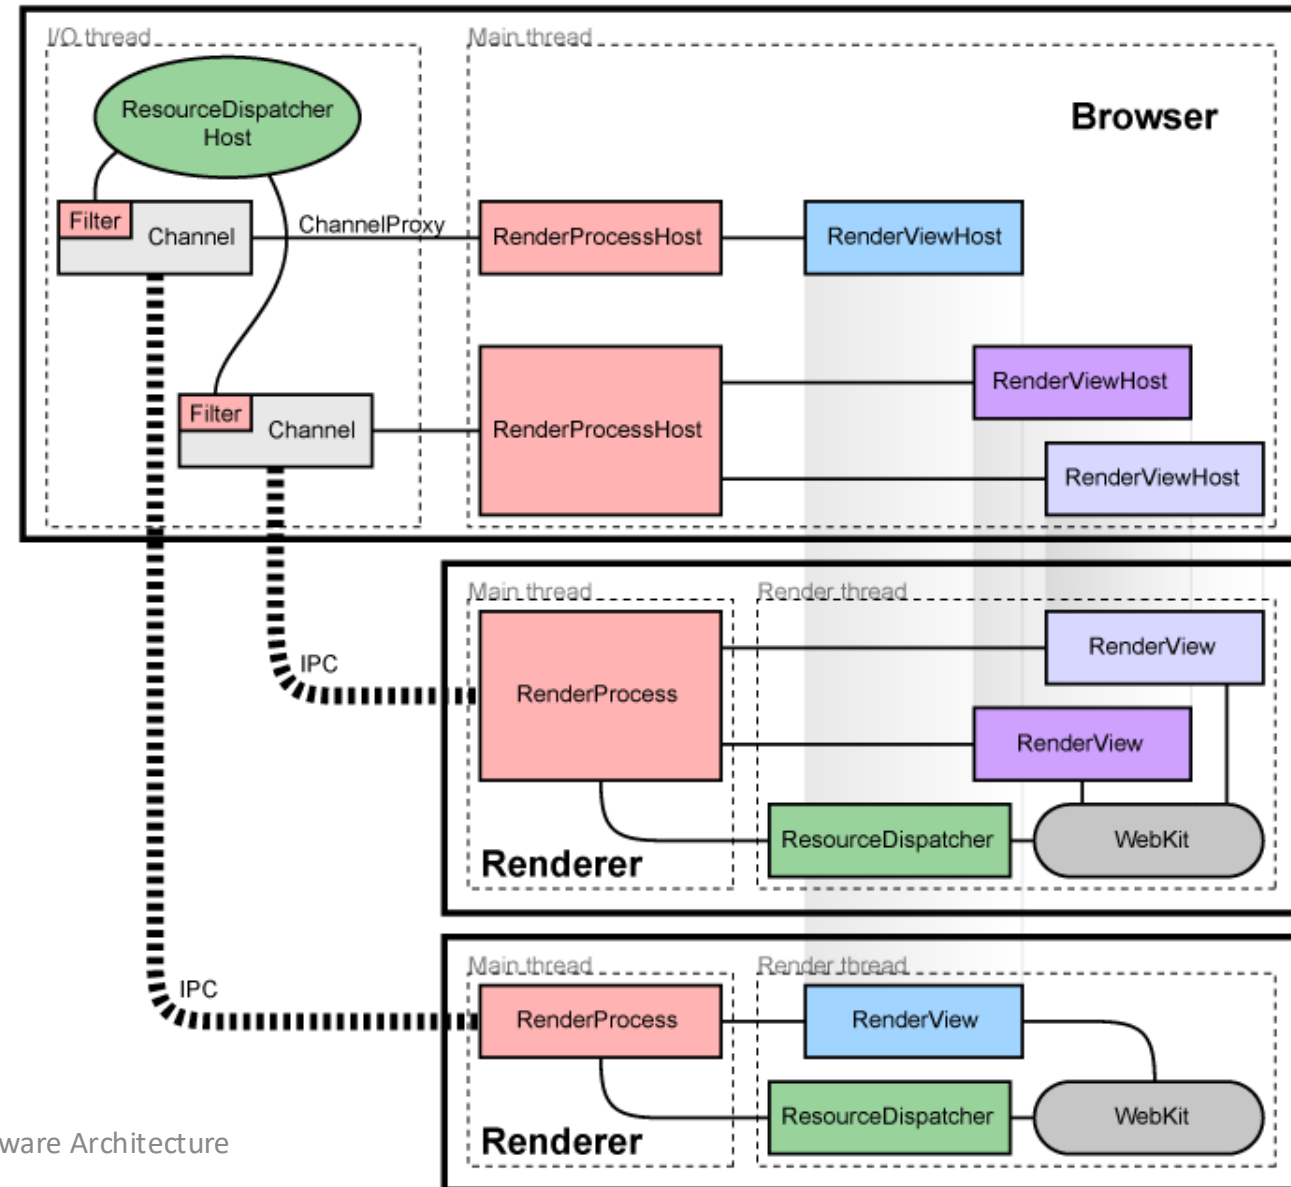 I/O thread
Main thread
ResourceDispatcher
Host
Browser
Filter
Channel
ChannelProxy
RenderProcessHost
RenderViewHost
RenderViewHost
Filter
Channel
RenderProcessHost
RenderViewHost
Main thread
Render thread
IPC
RenderProcess
RenderView
RenderView
ResourceDispatcher
WebKit
Renderer
Main thread
Render thread
IPC
RenderProcess
RenderView
ResourceDispatcher
WebKit
Renderer
ware Architecture